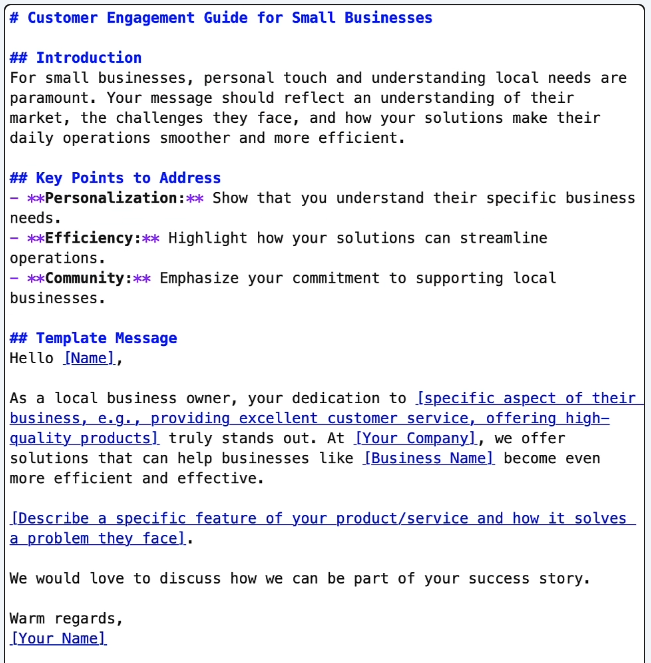 # Customer Engagement Guide for Small Businesses
## Introduction
For small businesses, personal touch and understanding local needs are
paramount. Your message should reflect an understanding of their
market, the challenges they face, and how your solutions make their
daily operations smoother and more efficient.
## Key Points to Address
- **Personalization:** Show that you understand their specific business
needs.
- **Efficiency:** Highlight how your solutions can streamline
operations.
- **Community:** Emphasize your commitment to supporting local
businesses.
## Template Message
Hello [Name],
As a local business owner, your dedication to [specific aspect of their
business, e.g., providing excellent customer service, offering high-
quality products] truly stands out. At [Your Company], we offer
solutions that can help businesses like [Business Name] become even
more efficient and effective.
[Describe a specific feature of your product/service and how it solves
a problem they face].
We would love to discuss how we can be part of your success story.
Warm regards,
[Your Name]